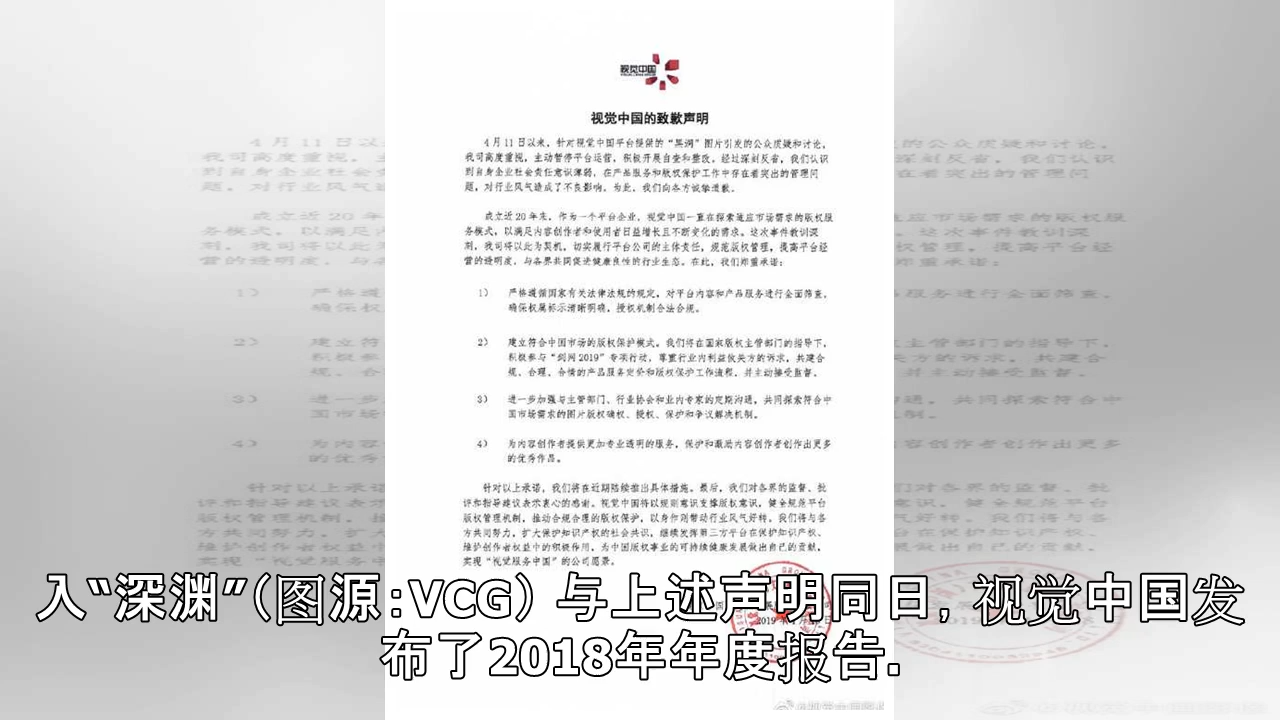 视觉中国
视觉中国的致歉声明
4月11日以来，针对视觉中国平台提供的“黑洞”图片引发的公众质疑和讨论，
我司高度重视，主动暂停平台运营，积极开展自查和整改。经过深刻反省，我们认识
到自身企业社会责任意识薄弱，在产品服务和版权保护工作中存在着突出的管理问
题，对行业风气造成了不良影响。为此，我们向各方诚挚道歉。
成立近20年来，作为一个平台企业，视觉中国一直在探索适应市场需求的版权服
务模式，以满足内容创作者和使用者日益增长且不断变化的需求。这次事件教训深
刻，我司将以此为契机，切实履行平台公司的主体责任，规范版权管理，提高平台经
营的透明度，与各界共同促进健康良性的行业生态。在此，我们郑重承诺：
1） 严格遵循国家有关法律法规的规定，对平台内容和产品服务进行全面筛查，
确保权属标示清晰明确，授权机制合法合规。
2） 建立符合中国市场的版权保护模式。我们将在国家版权主管部门的指导下，
积极参与“剑网2019”专项行动，尊重行业内利益攸关方的诉求，共建合
规、合理、合情的产品服务定价和版权保护工作流程，并主动接受监督。
3） 进一步加强与主管部门、行业协会和业内专家的定期沟通，共同探索符合中
国市场需求的图片版权确权、授权、保护和争议解决机制。
4） 为内容创作者提供更加专业透明的服务，保护和激励内容创作者创作出更多
的优秀作品。
针对以上承诺，我们将在近期陆续推出具体措施。最后，我们对各界的监督、批
评和指导建议表示衷心的感谢。视觉中国将以规则意识支撑版权意识，健全规范平台
版权管理机制，推动合规合理的版权保护，以身作则带动行业风气好转。我们将与各
方共同努力，扩大保护知识产权的社会共识，继续发挥第三方平台在保护知识产权、
维护创作者权益中的积极作用，为中国版权事业的可持续健康发展做出自己的贡献，
实现“视觉服务中国”的公司愿景。
入“深渊”(图源:VCG) 与上述声明同日, 视觉中国发
布了2018年年度报告.